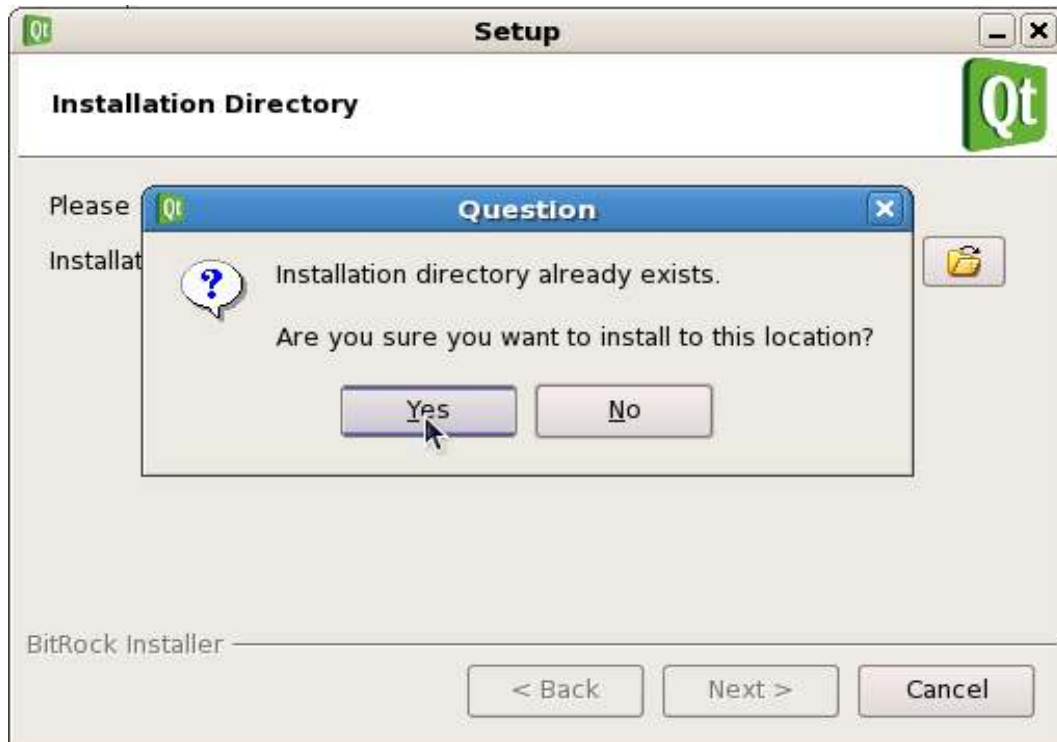 Qt
Setup
Installation Directory
Qt
Please
Qt
Question
Installat
?
Installation directory already exists.
Are you sure you want to install to this location?
Yes
No
BitRock Installer
< Back
Next >
Cancel